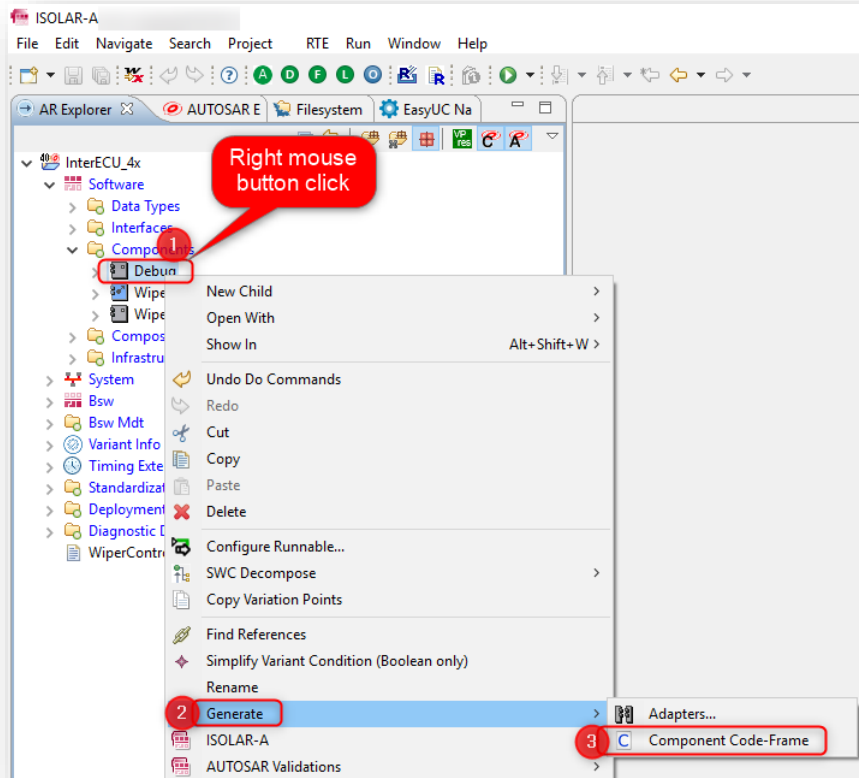 ISOLAR-A
File Edit Navigate Search Project RTE Run Window Help
AR Explorer AUTOSAR E Filesystem EasyUC Na
InterECU_4x
Software
Data Types
Interfaces
Components
Debug
Wipe
Wipe
Compos
Infrastru
System
Bsw
Bsw Mdt
Variant Info
Timing Exte
Standardizat
Deployment
Diagnostic D
WiperContr
Right mouse
button click
1
New Child
Open With
Show In Alt+Shift+W
Undo Do Commands
Redo
Cut
Copy
Paste
Delete
Configure Runnable...
SWC Decompose
Copy Variation Points
Find References
Simplify Variant Condition (Boolean only)
Rename
2 Generate
ISOLAR-A
AUTOSAR Validations
Adapters...
3 C Component Code-Frame